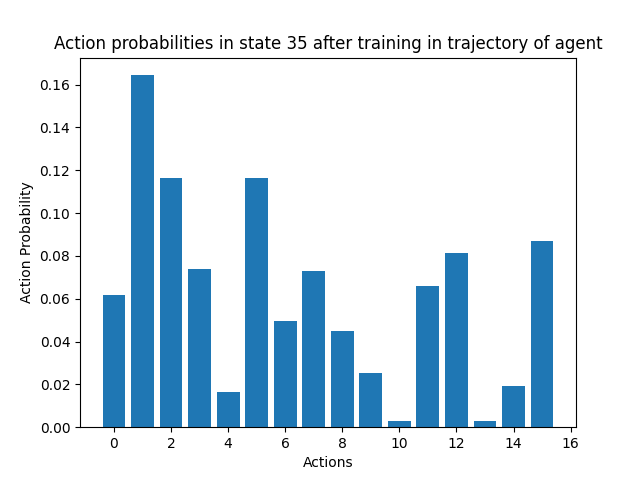 Action probabilities in state 35 after training in trajectory of agent
0.16
0.14
0.12
0.10
0.08
0.06
0.04
0.02
0.00
Action Probability
0 2 4 6 8 10 12 14 16
Actions